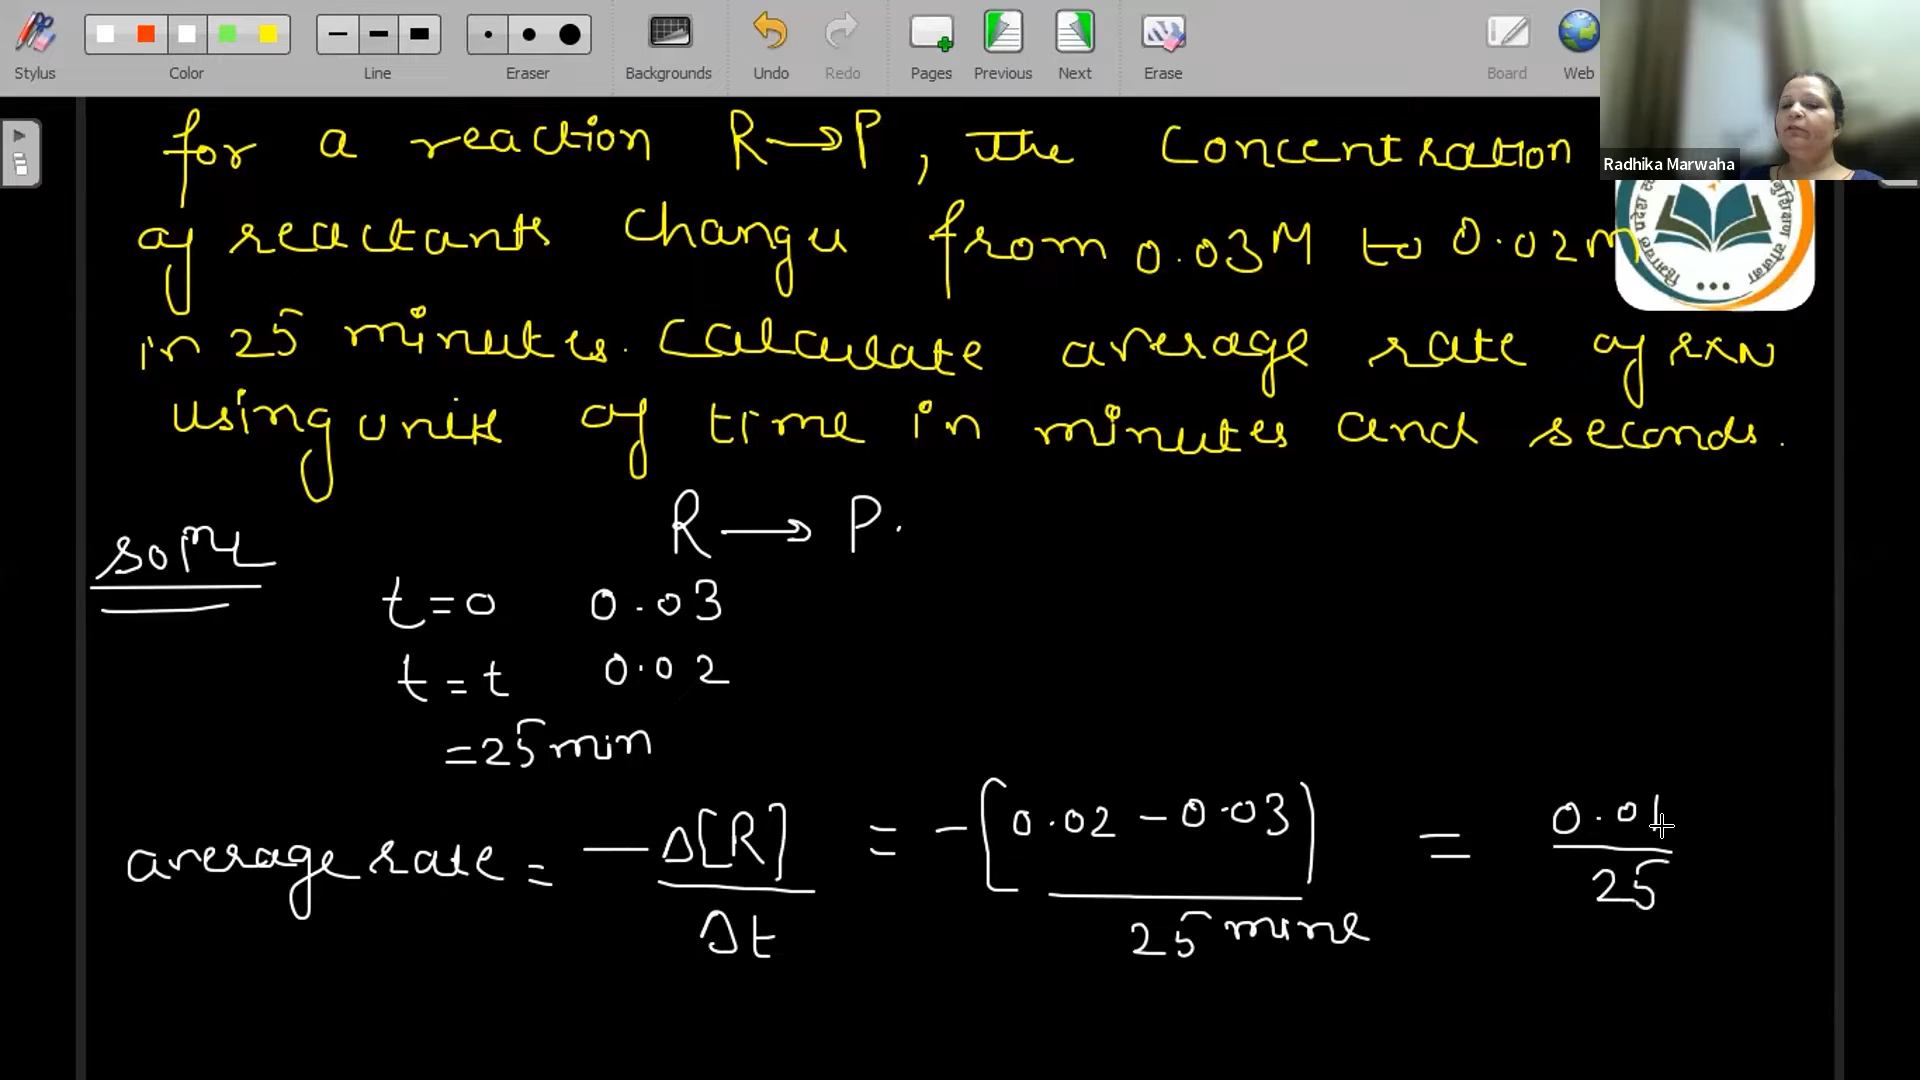 Stylus Color Line Eraser Backgrounds Undo Redo Pages Previous Next Erase Board Web
Radhika Marwaha
for a reaction R → P, The Concentration
of reactants change from 0.03M to 0.02M
in 25 minutes. Calculate average rate of rxn
using units of time in minutes and seconds.
soln
R → P.
t = 0 0.03
t = t 0.02
= 25 min
average rate = - Δ[R] / Δt = - [0.02 - 0.03] / 25 mine = 0.01 / 25